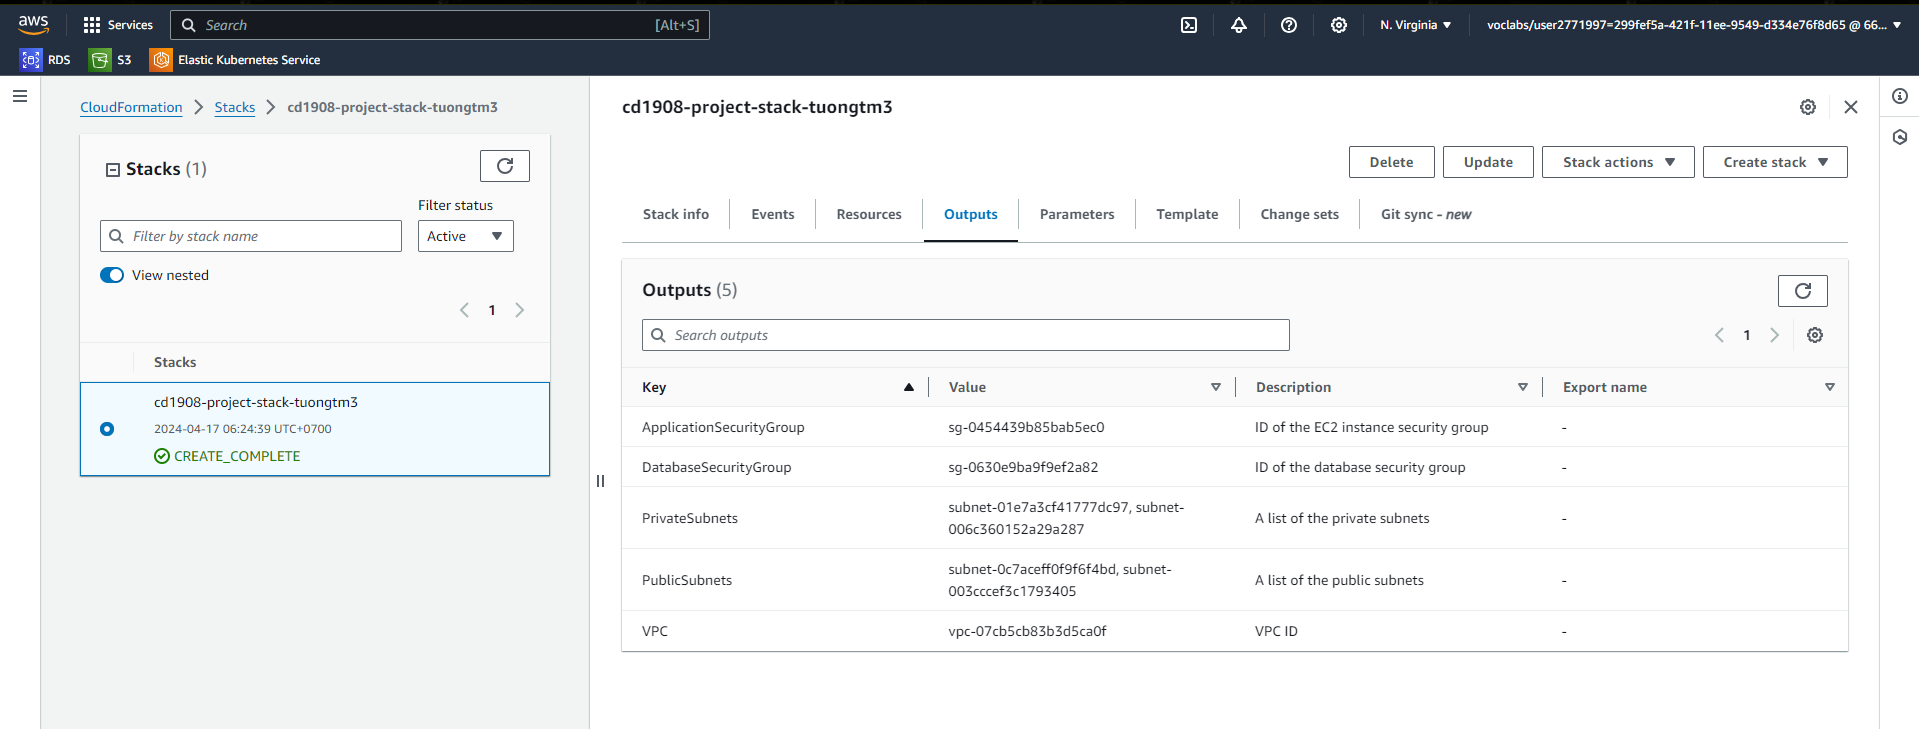 aws
Services
Search
[Alt+S]
N. Virginia
voclabs/user2771997=299fef5a-421f-11ee-9549-d334e76f8d65 @ 66...
RDS
S3
Elastic Kubernetes Service
CloudFormation
Stacks
cd1908-project-stack-tuongtm3
Stacks (1)
Filter status
Filter by stack name
Active
View nested
1
Stacks
cd1908-project-stack-tuongtm3
2024-04-17 06:24:39 UTC+0700
CREATE_COMPLETE
cd1908-project-stack-tuongtm3
Delete
Update
Stack actions
Create stack
Stack info
Events
Resources
Outputs
Parameters
Template
Change sets
Git sync - new
Outputs (5)
Search outputs
1
Key
Value
Description
Export name
ApplicationSecurityGroup
sg-0454439b85bab5ec0
ID of the EC2 instance security group
-
DatabaseSecurityGroup
sg-0630e9ba9f9ef2a82
ID of the database security group
-
PrivateSubnets
subnet-01e7a3cf41777dc97, subnet-
006c360152a29a287
A list of the private subnets
-
PublicSubnets
subnet-0c7aceff0f9f6f4bd, subnet-
003cccef3c1793405
A list of the public subnets
-
VPC
vpc-07cb5cb83b3d5ca0f
VPC ID
-